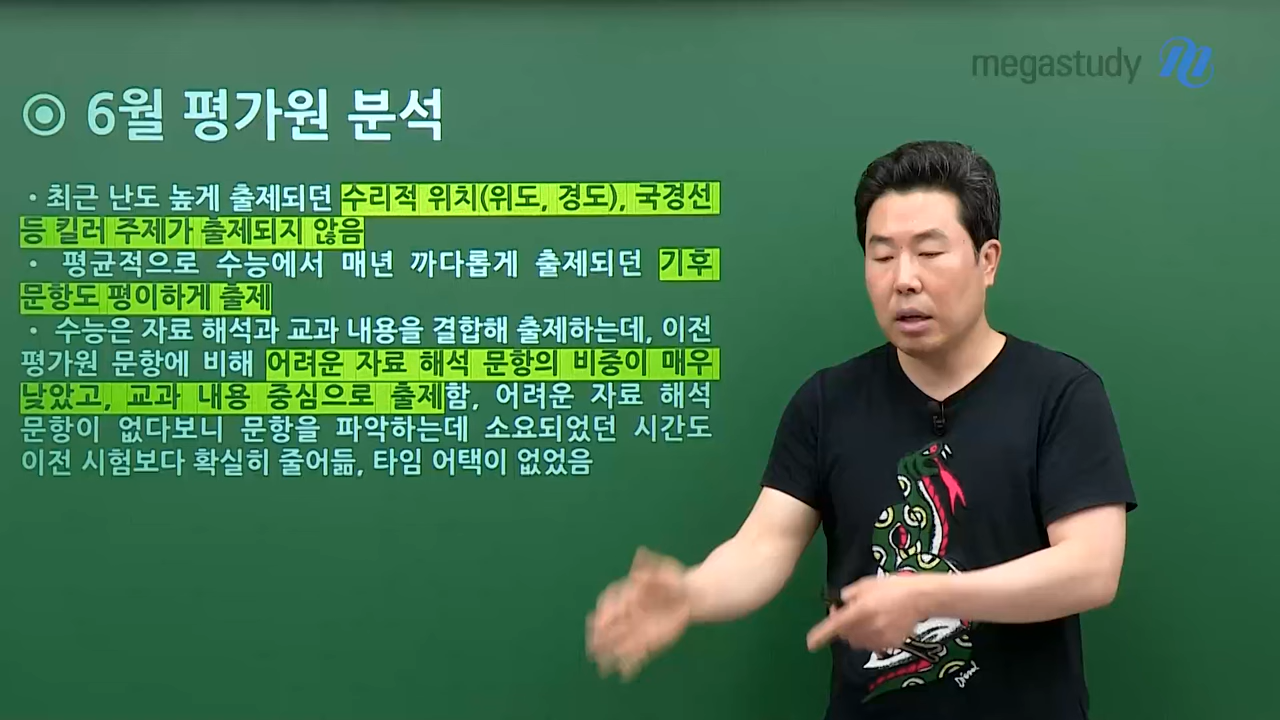 megastudy
◉ 6월 평가원 분석
· 최근 난도 높게 출제되던 수리적 위치(위도, 경도), 국경선
등 킬러 주제가 출제되지 않음
· 평균적으로 수능에서 매년 까다롭게 출제되던 기후
문항도 평이하게 출제
· 수능은 자료 해석과 교과 내용을 결합해 출제하는데, 이전
평가원 문항에 비해 어려운 자료 해석 문항의 비중이 매우
낮았고, 교과 내용 중심으로 출제함, 어려운 자료 해석
문항이 없다보니 문항을 파악하는데 소요되었던 시간도
이전 시험보다 확실히 줄어듦, 타임 어택이 없었음
Diesel